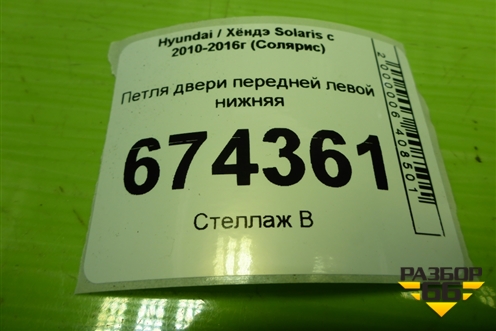 Hyundai / Хёндэ Solaris с
2010-2016г (Солярис)
Петля двери передней левой
нижняя
674361
Стеллаж В
2000006408501
РАЗБОР
66